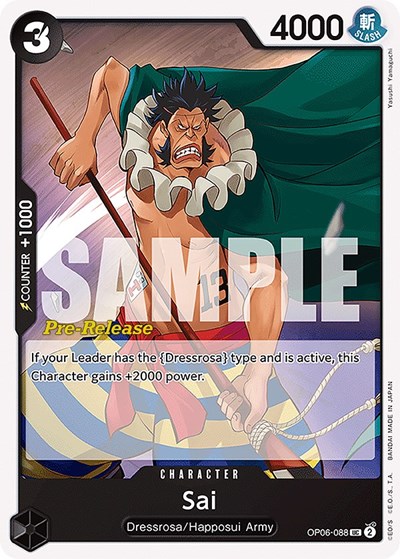 3
4000
斬
SLASH
Yasushi Yamaguchi
COUNTER +1000
SAMPLE
13
Pre-Release
If your Leader has the {Dressrosa} type and is active, this
Character gains +2000 power.
CHARACTER
Sai
Dressrosa/Happosui Army
OP06-088 UC 2
©E.O/S. ©E.O./S., T.A. BANDAI MADE IN JAPAN